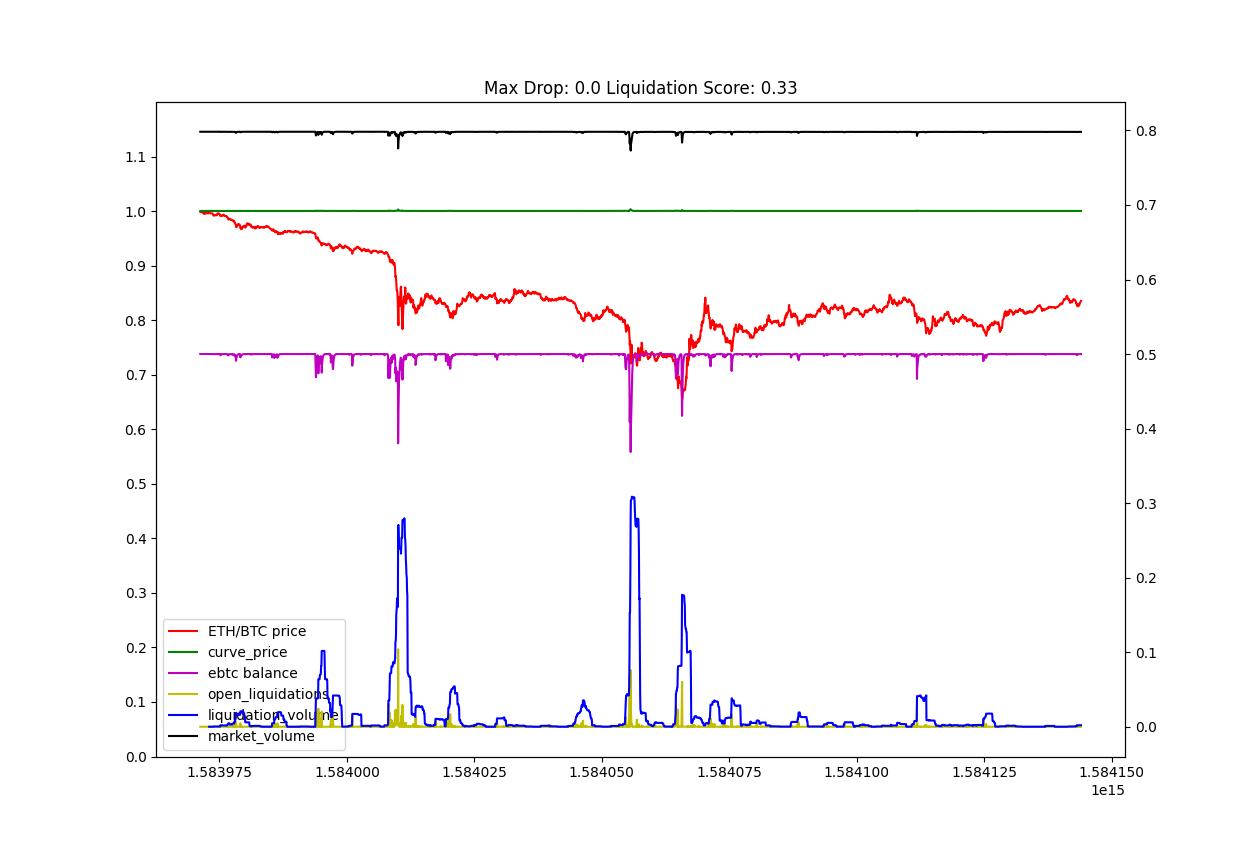 Max Drop: 0.0 Liquidation Score: 0.33
1.1
1.0
0.9
0.8
0.7
0.6
0.5
0.4
0.3
0.2
0.1
0.0
0.8
0.7
0.6
0.5
0.4
0.3
0.2
0.1
0.0
ETH/BTC price
curve_price
ebtc balance
open_liquidations
liquidation_volume
market_volume
1.583975 1.584000 1.584025 1.584050 1.584075 1.584100 1.584125 1.584150
1e15